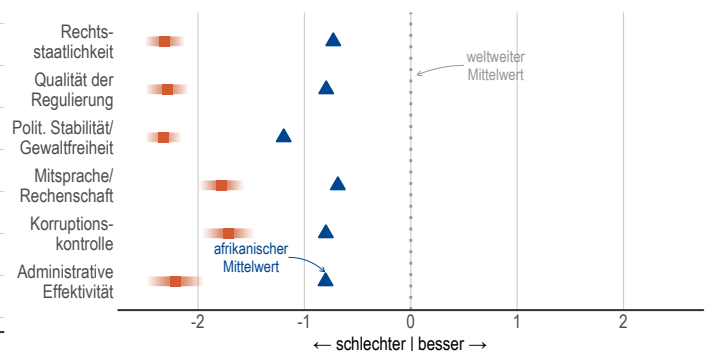 Rechts-
staatlichkeit
Qualität der
Regulierung
Polit. Stabilität/
Gewaltfreiheit
Mitsprache/
Rechenschaft
Korruptions-
kontrolle
Administrative
Effektivität
weltweiter
Mittelwert
afrikanischer
Mittelwert
-2 -1 0 1 2
← schlechter | besser →